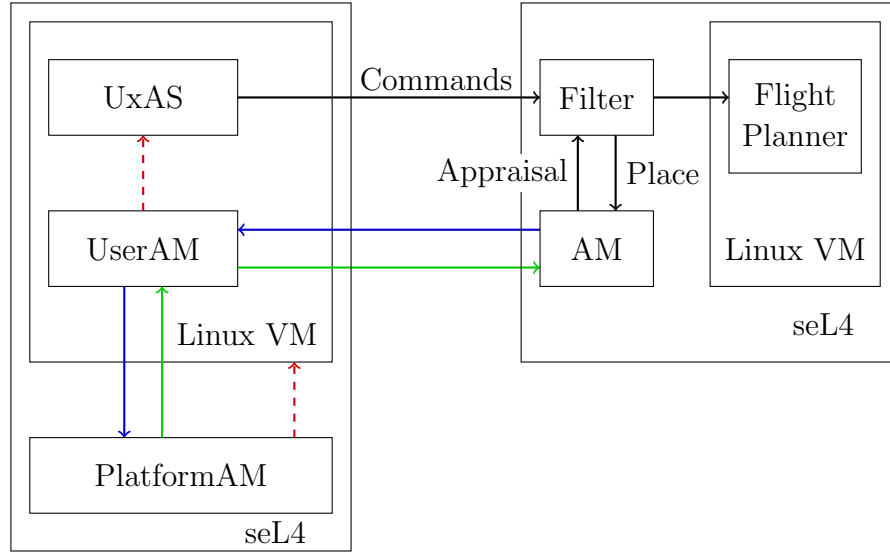 UxAS
Commands
Filter
Flight
Planner
Appraisal
Place
UserAM
AM
Linux VM
Linux VM
seL4
PlatformAM
seL4